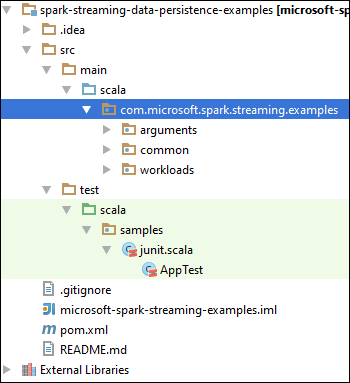 spark-streaming-data-persistence-examples [microsoft-sp
.idea
src
main
scala
com.microsoft.spark.streaming.examples
arguments
common
workloads
test
scala
samples
junit.scala
AppTest
.gitignore
microsoft-spark-streaming-examples.iml
pom.xml
README.md
External Libraries